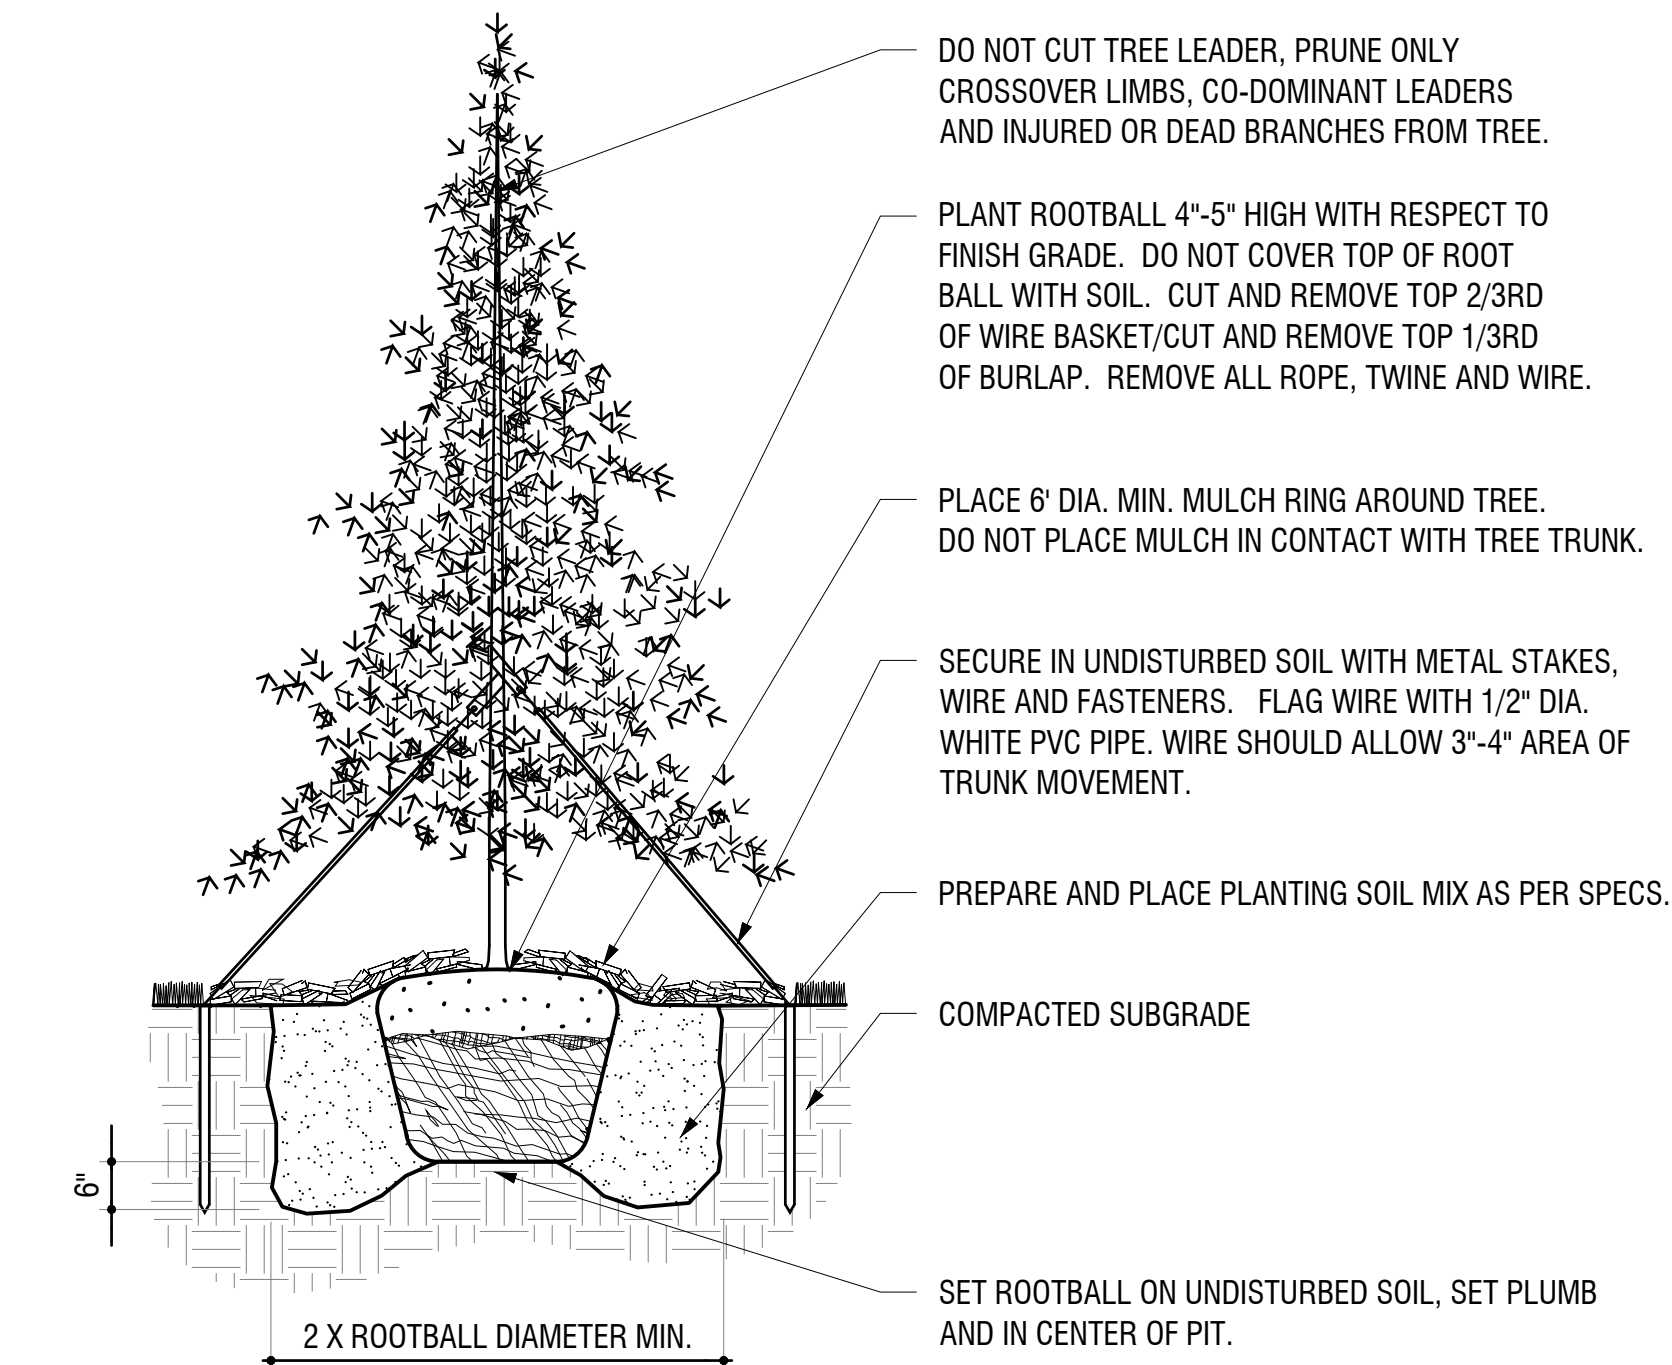 DO NOT CUT TREE LEADER, PRUNE ONLY
CROSSOVER LIMBS, CO-DOMINANT LEADERS
AND INJURED OR DEAD BRANCHES FROM TREE.
PLANT ROOTBALL 4"-5" HIGH WITH RESPECT TO
FINISH GRADE. DO NOT COVER TOP OF ROOT
BALL WITH SOIL. CUT AND REMOVE TOP 2/3RD
OF WIRE BASKET/CUT AND REMOVE TOP 1/3RD
OF BURLAP. REMOVE ALL ROPE, TWINE AND WIRE.
PLACE 6' DIA. MIN. MULCH RING AROUND TREE.
DO NOT PLACE MULCH IN CONTACT WITH TREE TRUNK.
SECURE IN UNDISTURBED SOIL WITH METAL STAKES,
WIRE AND FASTENERS. FLAG WIRE WITH 1/2" DIA.
WHITE PVC PIPE. WIRE SHOULD ALLOW 3"-4" AREA OF
TRUNK MOVEMENT.
PREPARE AND PLACE PLANTING SOIL MIX AS PER SPECS.
COMPACTED SUBGRADE
6"
SET ROOTBALL ON UNDISTURBED SOIL, SET PLUMB
AND IN CENTER OF PIT.
2 X ROOTBALL DIAMETER MIN.